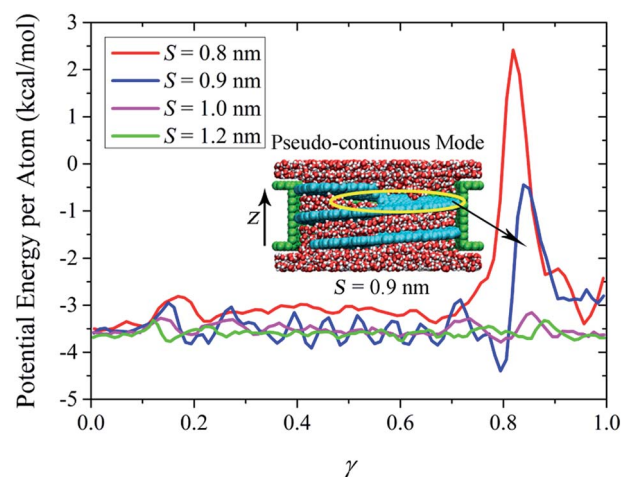 Potential Energy per Atom (kcal/mol)
3
2
1
0
-1
-2
-3
-4
-5
S = 0.8 nm
S = 0.9 nm
S = 1.0 nm
S = 1.2 nm
Pseudo-continuous Mode
Z
S = 0.9 nm
0.0 0.2 0.4 0.6 0.8 1.0
γ